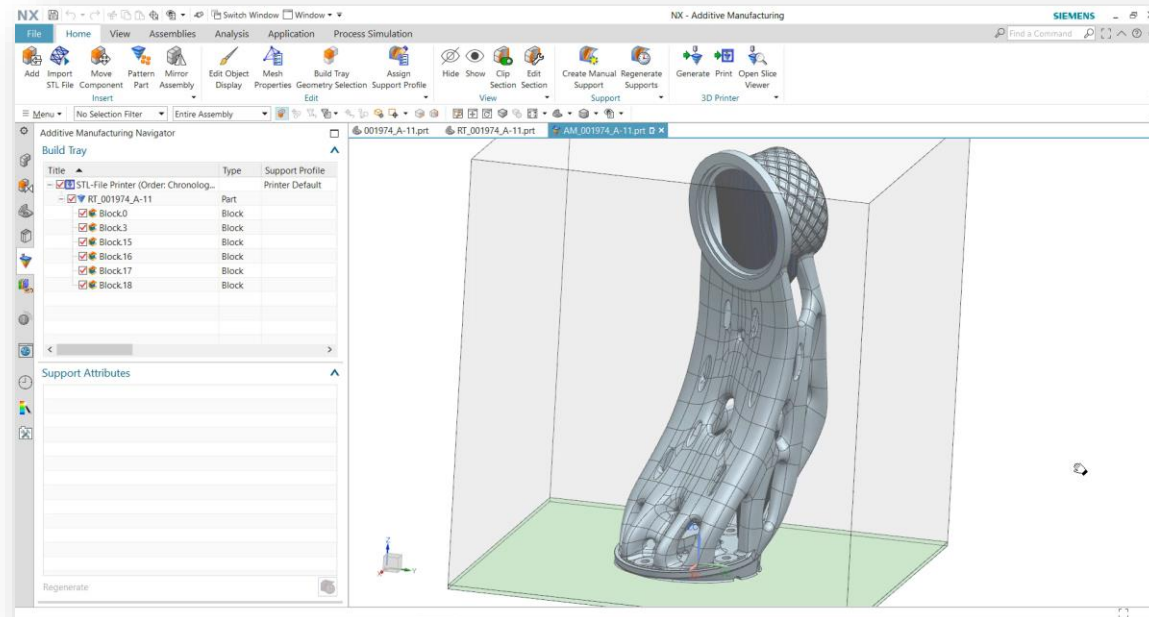 NX Switch Window Window NX - Additive Manufacturing SIEMENS
File Home View Assemblies Analysis Application Process Simulation Find a Command
Add Import STL File Move Component Pattern Part Mirror Assembly Edit Object Display Mesh Properties Build Tray Geometry Selection Assign Support Profile Hide Show Clip Section Edit Section Create Manual Support Regenerate Supports Generate Print Open Slice Viewer
Insert Edit View Support 3D Printer
Menu No Selection Filter Entire Assembly
Additive Manufacturing Navigator 001974_A-11.prt RT_001974_A-11.prt AM_001974_A-11.prt
Build Tray
Title Type Support Profile
STL-File Printer (Order: Chronolog... Printer Default
RT_001974_A-11 Part
Block.0 Block
Block.3 Block
Block.15 Block
Block.16 Block
Block.17 Block
Block.18 Block
Support Attributes
Z
X Y
Regenerate